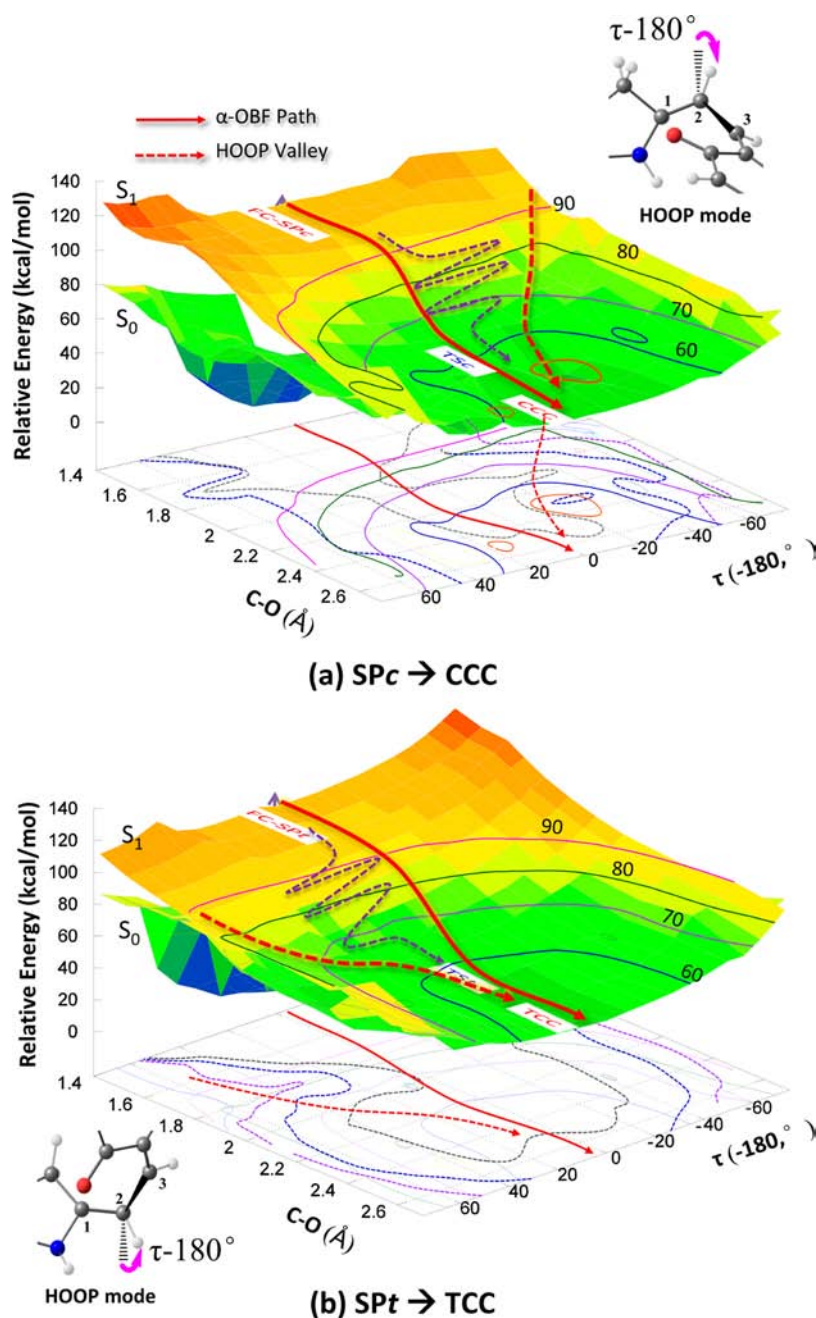 τ-180°
1
2
3
HOOP mode
α-OBF Path
HOOP Valley
Relative Energy (kcal/mol)
140
120
100
80
60
40
20
0
S₁
S₀
FC-SPc
TSc
CCC
90
80
70
60
1.4
1.6
1.8
2
2.2
2.4
2.6
C-O (Å)
60
40
20
0
-20
-40
-60
τ (-180,°)
(a) SPc → CCC
Relative Energy (kcal/mol)
140
120
100
80
60
40
20
0
S₁
S₀
FC-SPt
TCC
90
80
70
60
1.4
1.6
1.8
2
2.2
2.4
2.6
C-O (Å)
60
40
20
0
-20
-40
-60
τ (-180,°)
1
2
3
τ-180°
HOOP mode
(b) SPt → TCC